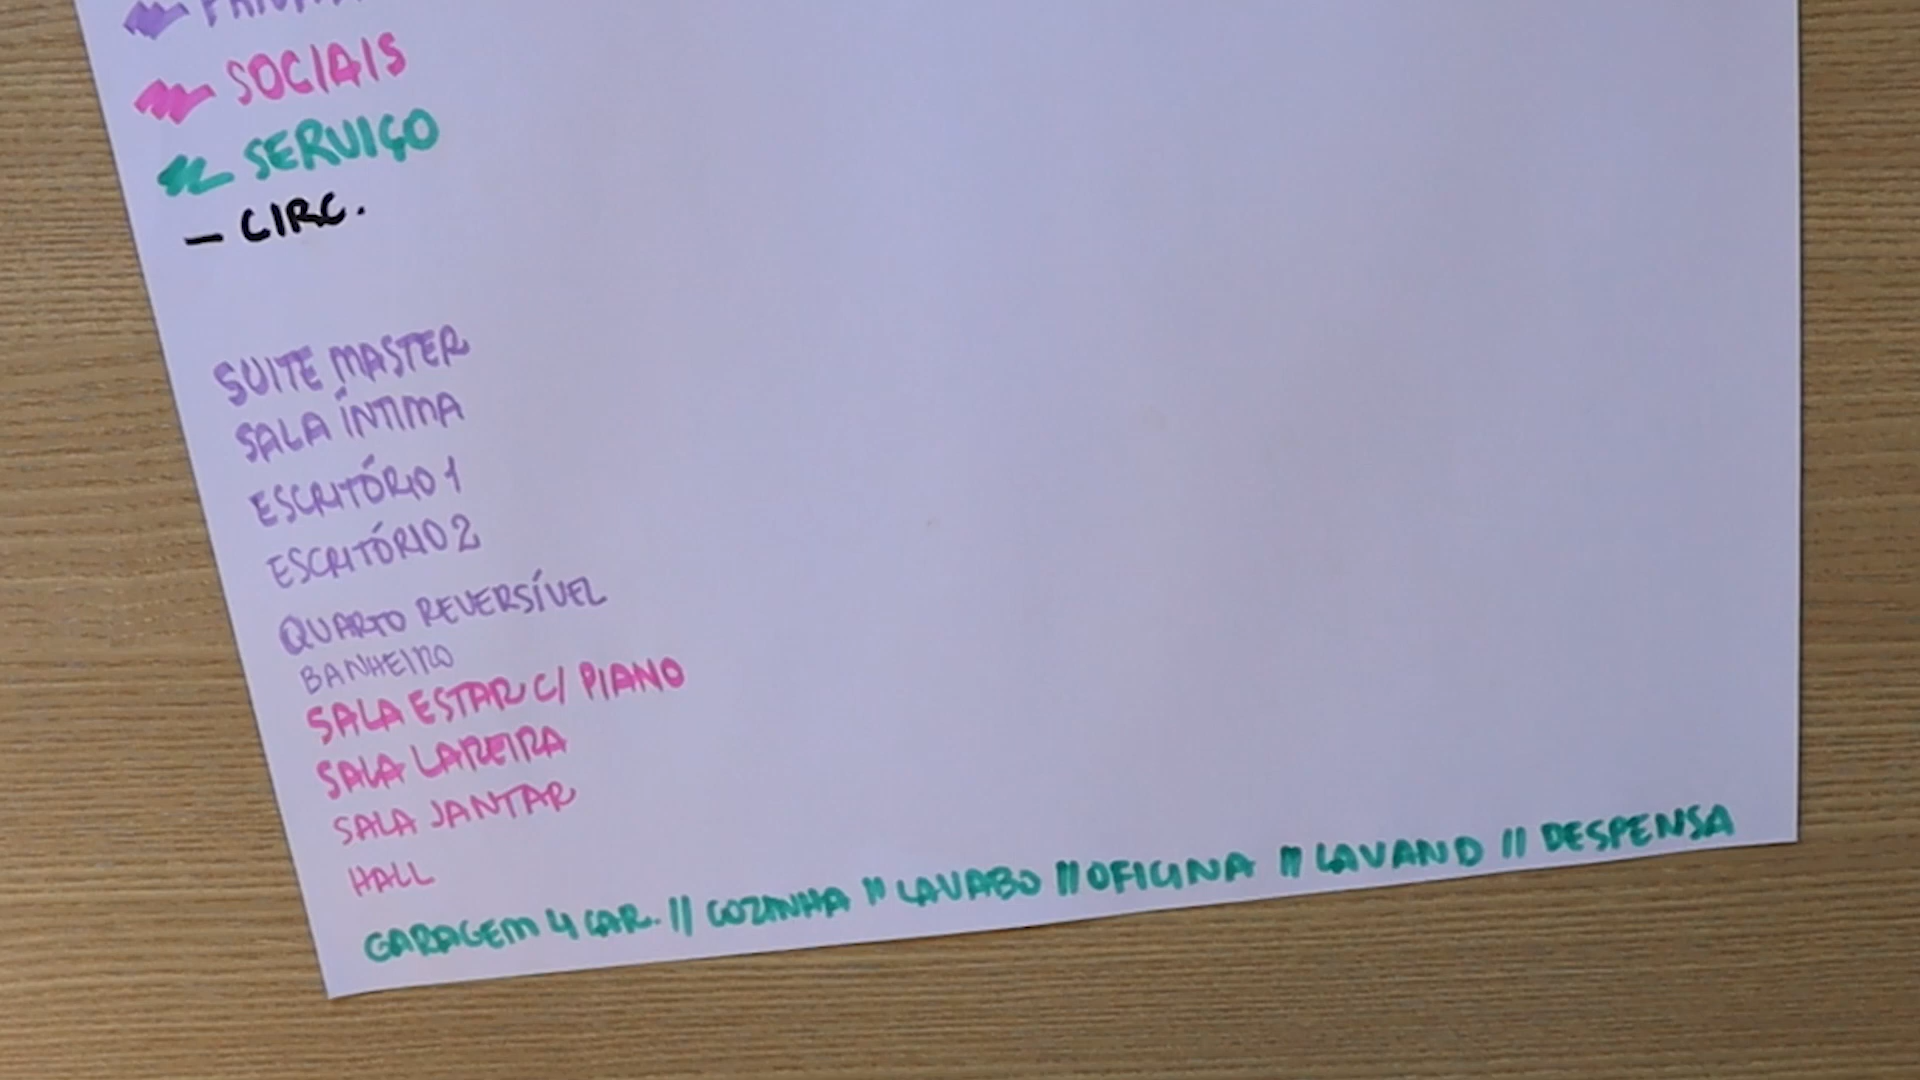 SOCIAIS
SERVIÇO
— CIRC.
SUITE MASTER
SALA ÍNTIMA
ESCRITÓRIO 1
ESCRITÓRIO 2
QUARTO REVERSÍVEL
BANHEIRO
SALA ESTAR C/ PIANO
SALA LAREIRA
SALA JANTAR
HALL
GARAGEM 4 CAR. // COZINHA // LAVABO // OFICINA // LAVAND // DESPENSA